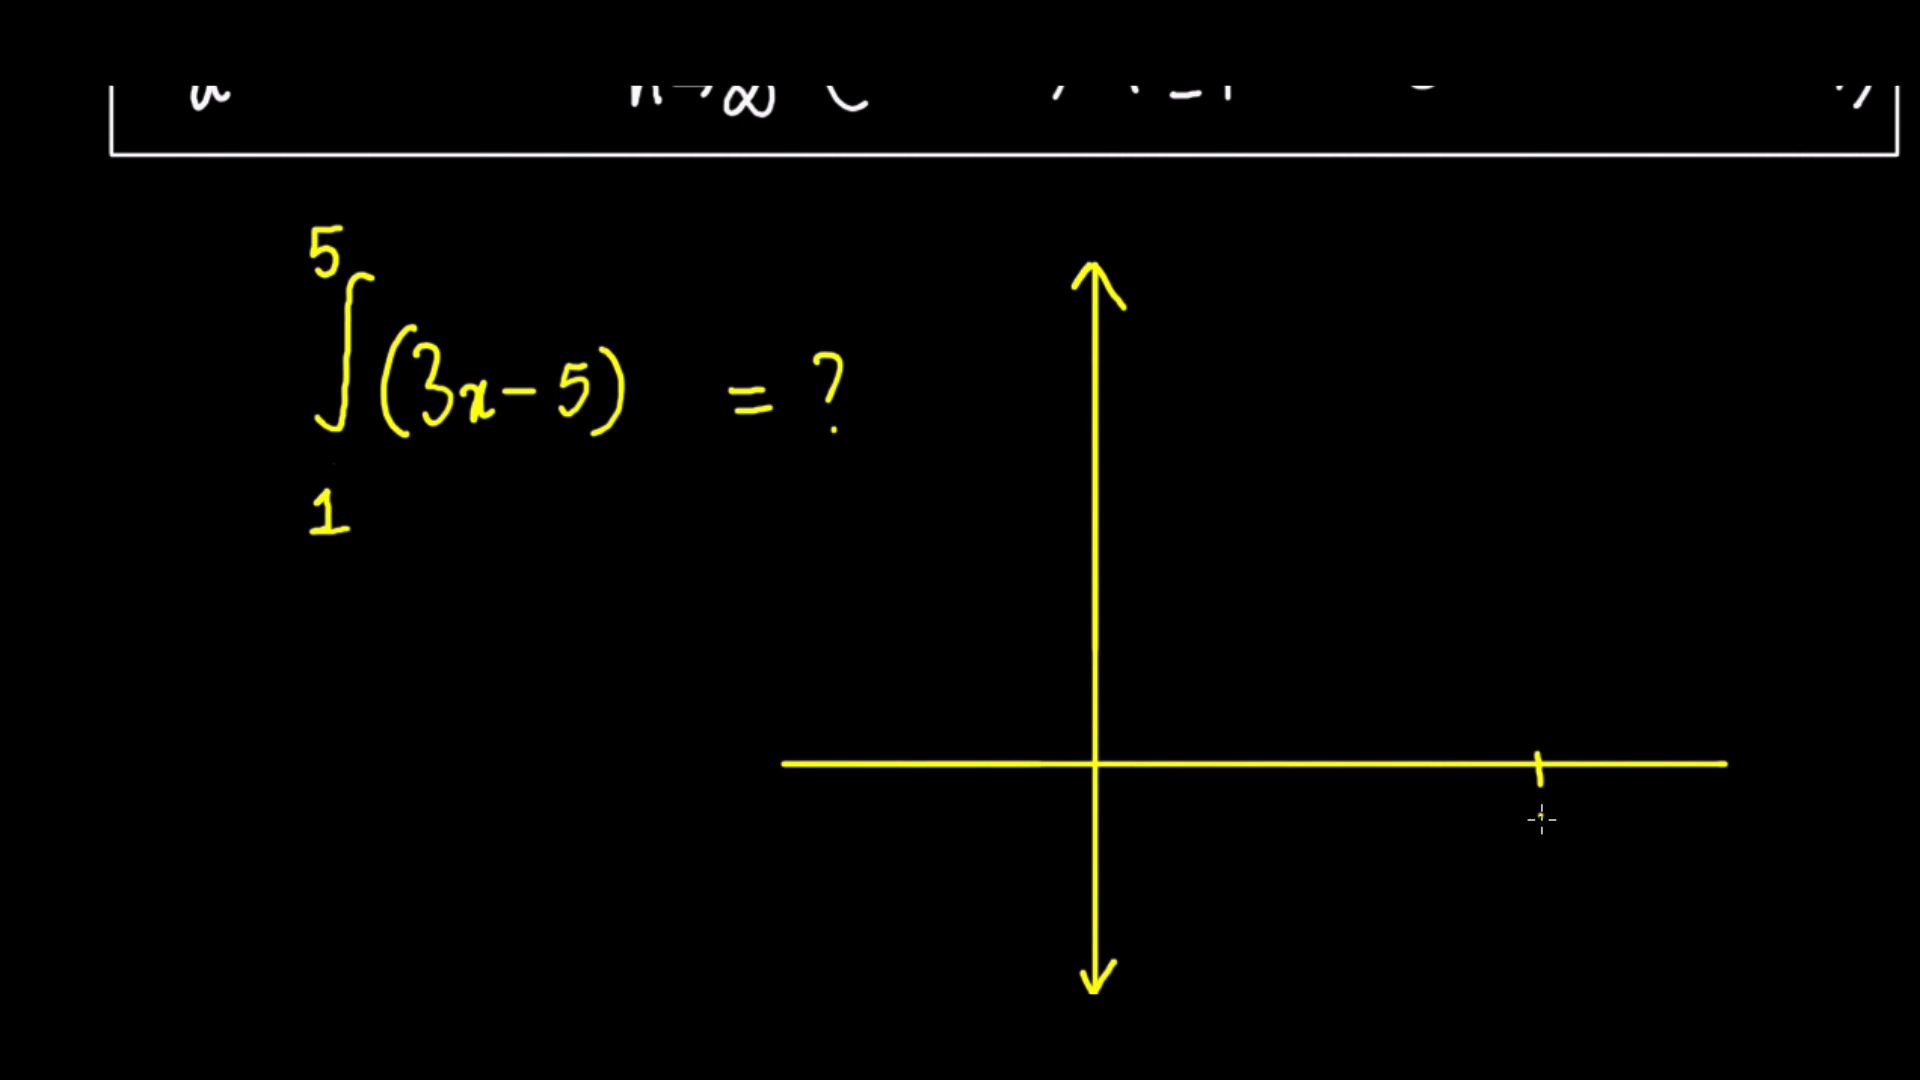 n→∞
5
∫(3x-5) = ?
1